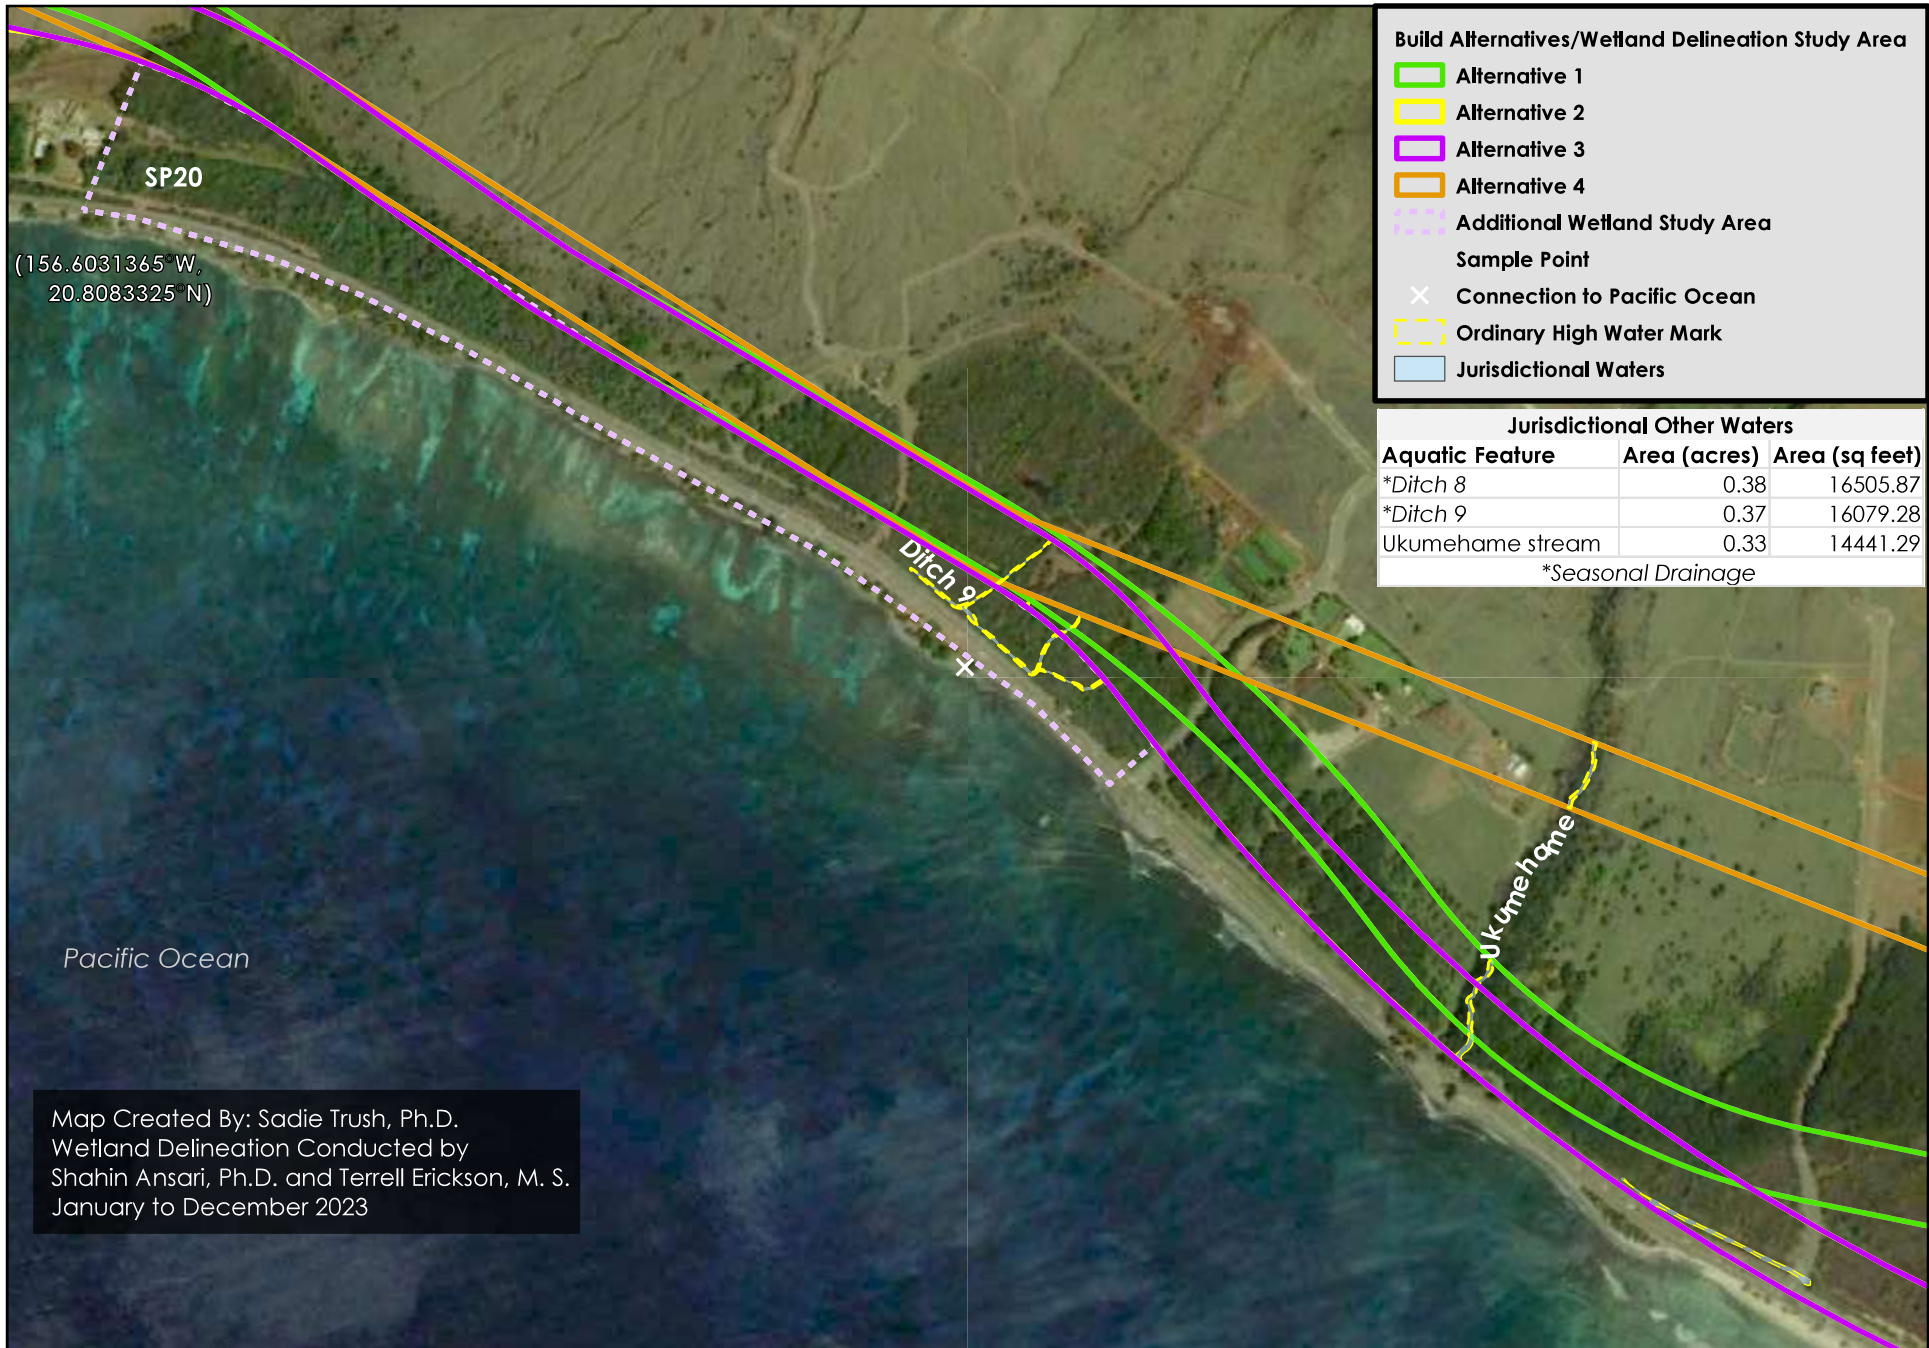 Build Alternatives/Wetland Delineation Study Area
Alternative 1
Alternative 2
Alternative 3
Alternative 4
Additional Wetland Study Area
Sample Point
Connection to Pacific Ocean
Ordinary High Water Mark
Jurisdictional Waters
Jurisdictional Other Waters
Aquatic Feature Area (acres) Area (sq feet)
*Ditch 8 0.38 16505.87
*Ditch 9 0.37 16079.28
Ukumehame stream 0.33 14441.29
*Seasonal Drainage
SP20
(156.6031365°W,
20.8083325°N)
Ditch 9
Ukumehame
Pacific Ocean
Map Created By: Sadie Trush, Ph.D.
Wetland Delineation Conducted by
Shahin Ansari, Ph.D. and Terrell Erickson, M. S.
January to December 2023